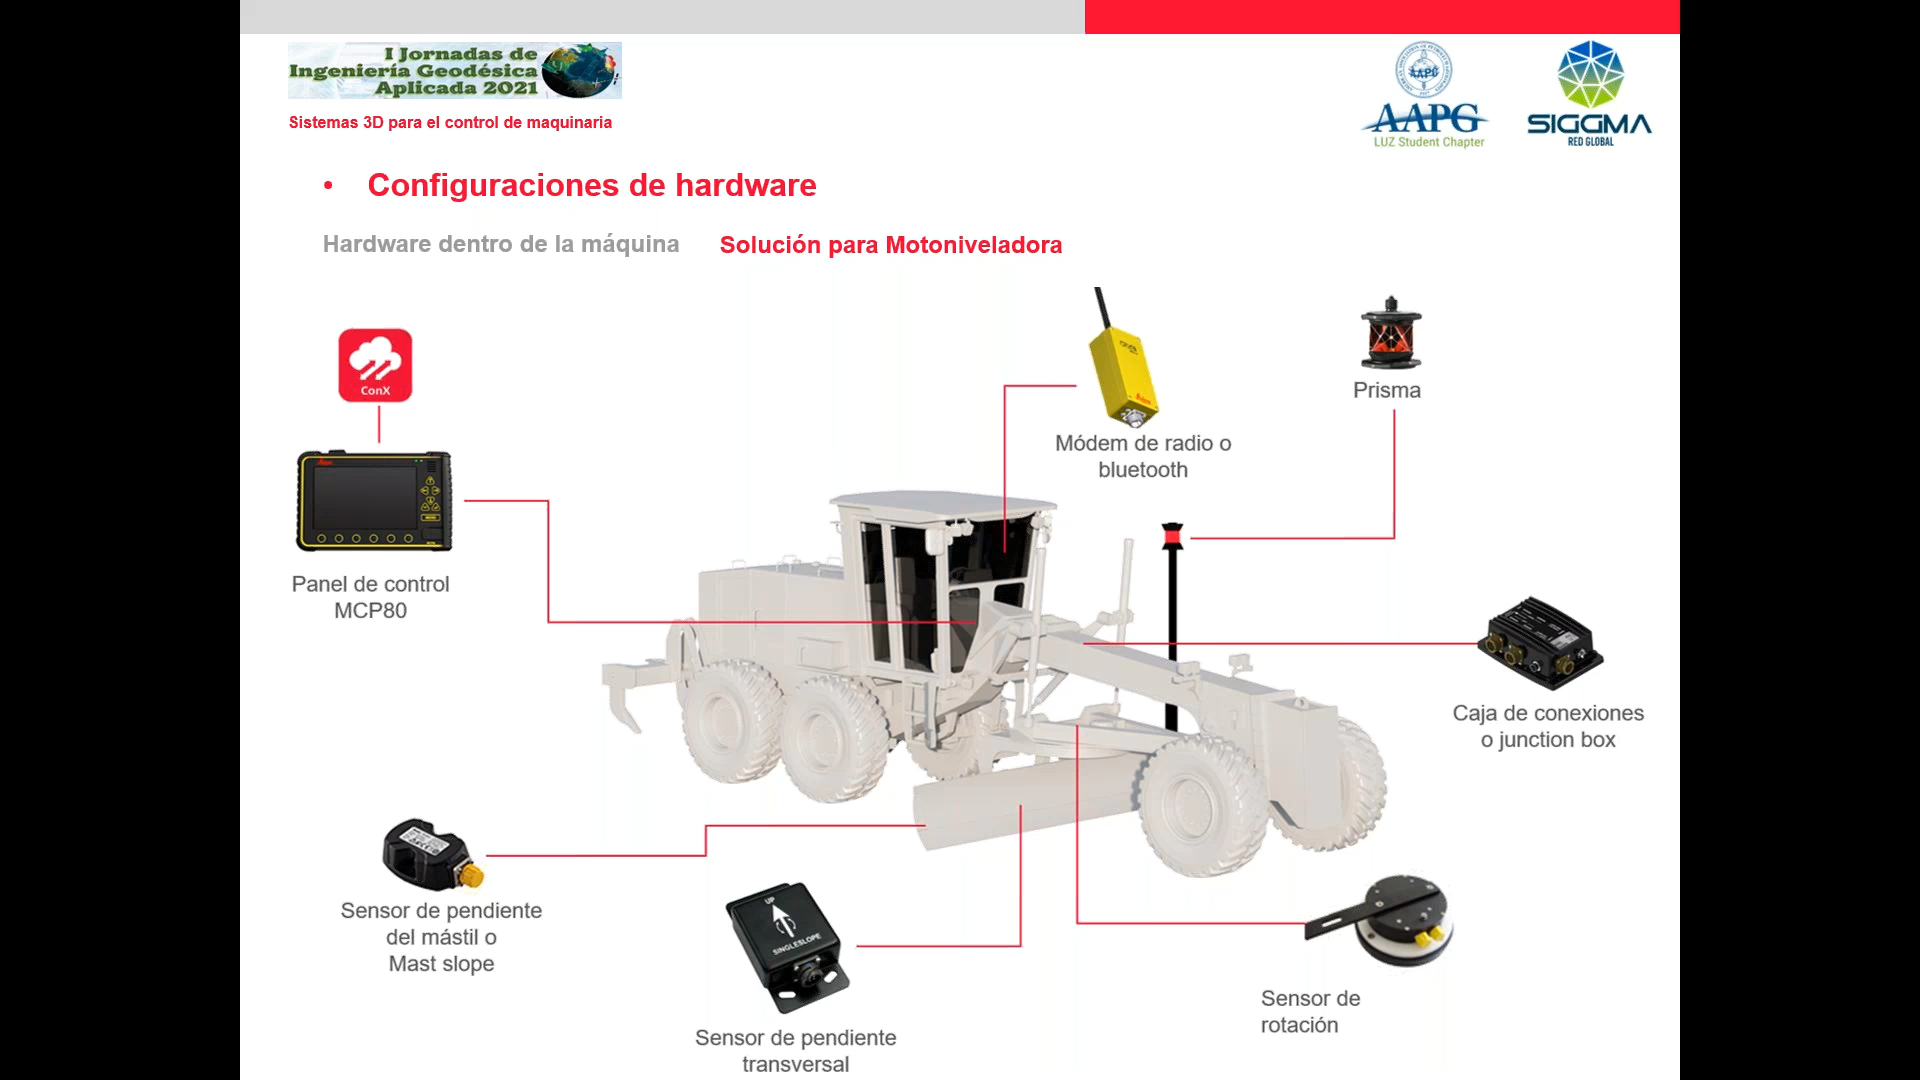 I Jornadas de
Ingeniería Geodésica
Aplicada 2021
Sistemas 3D para el control de maquinaria
AAPG
LUZ Student Chapter
SIGGMA
RED GLOBAL
• Configuraciones de hardware
Hardware dentro de la máquina
Solución para Motoniveladora
ConX
Panel de control
MCP80
Módem de radio o
bluetooth
Prisma
Caja de conexiones
o junction box
Sensor de pendiente
del mástil o
Mast slope
UP
SINGLESLOPE
Sensor de pendiente
transversal
Sensor de
rotación